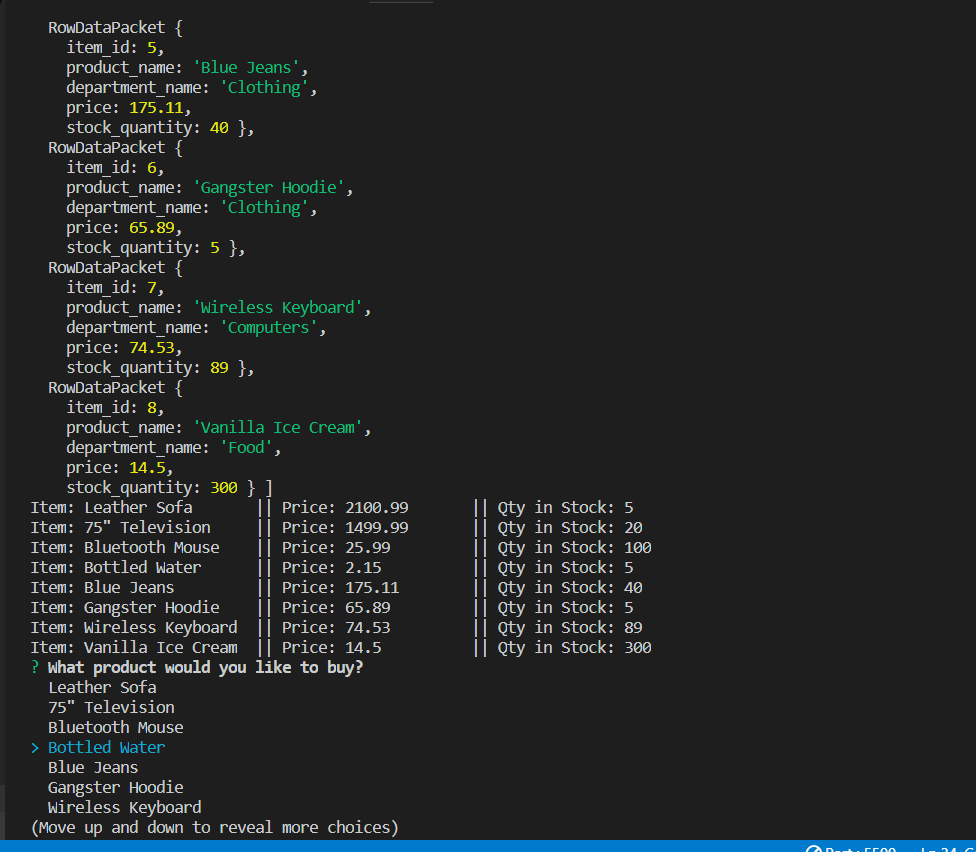 RowDataPacket {
item_id: 5,
product_name: 'Blue Jeans',
department_name: 'Clothing',
price: 175.11,
stock_quantity: 40 },
RowDataPacket {
item_id: 6,
product_name: 'Gangster Hoodie',
department_name: 'Clothing',
price: 65.89,
stock_quantity: 5 },
RowDataPacket {
item_id: 7,
product_name: 'Wireless Keyboard',
department_name: 'Computers',
price: 74.53,
stock_quantity: 89 },
RowDataPacket {
item_id: 8,
product_name: 'Vanilla Ice Cream',
department_name: 'Food',
price: 14.5,
stock_quantity: 300 } ]
Item: Leather Sofa || Price: 2100.99 || Qty in Stock: 5
Item: 75" Television || Price: 1499.99 || Qty in Stock: 20
Item: Bluetooth Mouse || Price: 25.99 || Qty in Stock: 100
Item: Bottled Water || Price: 2.15 || Qty in Stock: 5
Item: Blue Jeans || Price: 175.11 || Qty in Stock: 40
Item: Gangster Hoodie || Price: 65.89 || Qty in Stock: 5
Item: Wireless Keyboard || Price: 74.53 || Qty in Stock: 89
Item: Vanilla Ice Cream || Price: 14.5 || Qty in Stock: 300
? What product would you like to buy?
Leather Sofa
75" Television
Bluetooth Mouse
> Bottled Water
Blue Jeans
Gangster Hoodie
Wireless Keyboard
(Move up and down to reveal more choices)